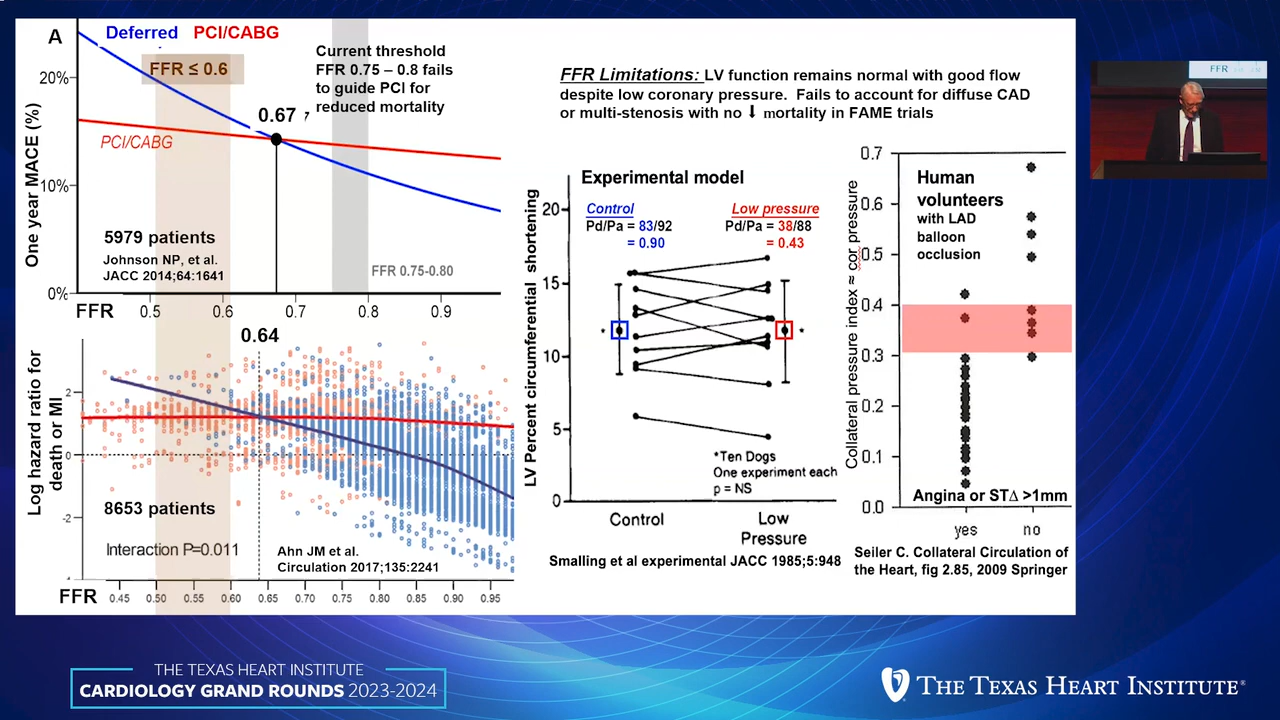 A
Deferred PCI/CABG
FFR ≤ 0.6
Current threshold
FFR 0.75 – 0.8 fails
to guide PCI for
reduced mortality
0.67
PCI/CABG
One year MACE (%)
20%
10%
0%
5979 patients
Johnson NP, et al.
JACC 2014;64:1641
FFR 0.75-0.80
FFR
0.5 0.6 0.7 0.8 0.9
0.64
Log hazard ratio for
death or MI
2
0
-2
8653 patients
Interaction P=0.011
Ahn JM et al.
Circulation 2017;135:2241
FFR
0.45 0.50 0.55 0.60 0.65 0.70 0.75 0.80 0.85 0.90 0.95
FFR Limitations: LV function remains normal with good flow
despite low coronary pressure. Fails to account for diffuse CAD
or multi-stenosis with no ↓ mortality in FAME trials
Experimental model
Control
Pd/Pa = 83/92
= 0.90
Low pressure
Pd/Pa = 38/88
= 0.43
LV Percent circumferential shortening
20
15
10
5
0
*
*
*Ten Dogs
One experiment each
p = NS
Control
Low
Pressure
Smalling et al experimental JACC 1985;5:948
Collateral pressure index ≈ cor pressure
0.7
0.6
0.5
0.4
0.3
0.2
0.1
0.0
Human
volunteers
with LAD
balloon
occlusion
Angina or STΔ >1mm
yes no
Seiler C. Collateral Circulation of
the Heart, fig 2.85, 2009 Springer
FFR
THE TEXAS HEART INSTITUTE
CARDIOLOGY GRAND ROUNDS 2023-2024
THE TEXAS HEART INSTITUTE®